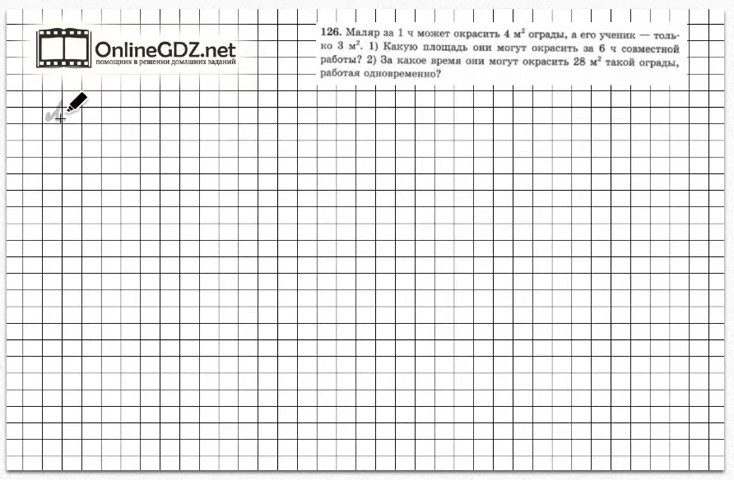 OnlineGDZ.net
помощник в решении домашних заданий
126. Маляр за 1 ч может окрасить 4 м² ограды, а его ученик — толь-
ко 3 м². 1) Какую площадь они могут окрасить за 6 ч совместной
работы? 2) За какое время они могут окрасить 28 м² такой ограды,
работая одновременно?